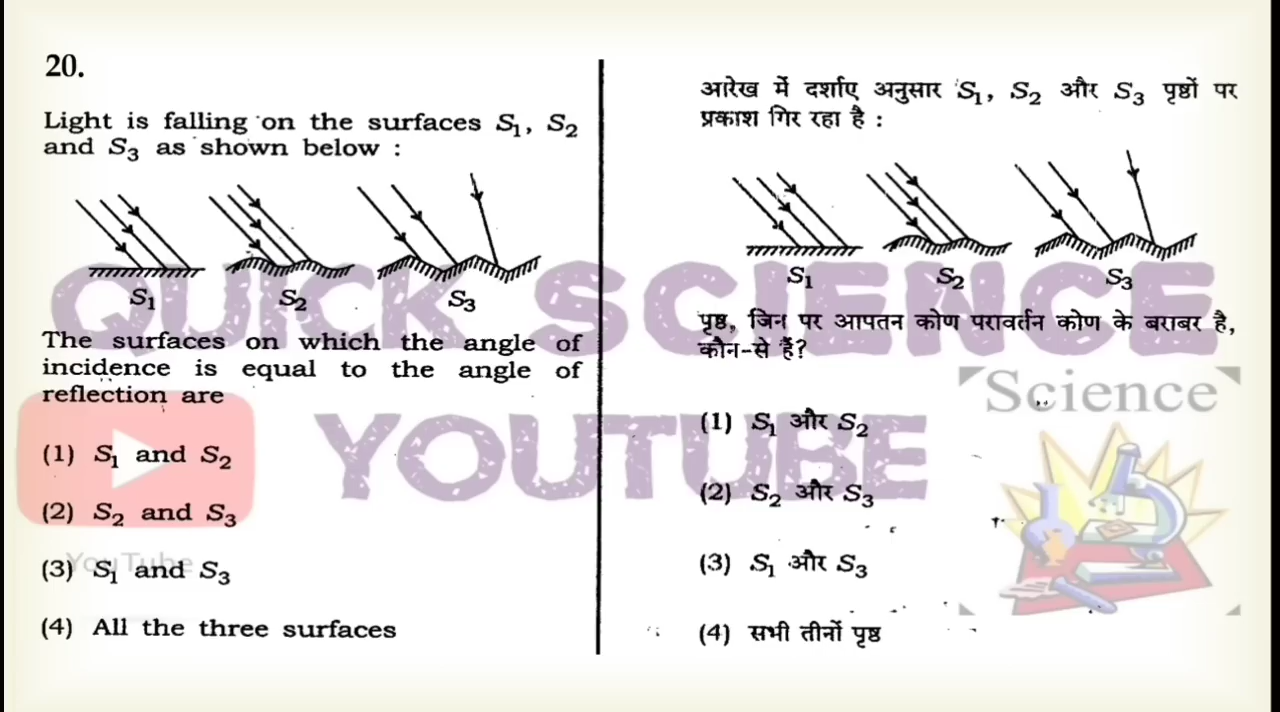 20.
Light is falling on the surfaces S₁, S₂
and S₃ as shown below :
S₁
S₂
S₃
The surfaces on which the angle of
incidence is equal to the angle of
reflection are
(1) S₁ and S₂
(2) S₂ and S₃
(3) S₁ and S₃
(4) All the three surfaces
आरेख में दर्शाए अनुसार S₁, S₂ और S₃ पृष्ठों पर
प्रकाश गिर रहा है :
S₁
S₂
S₃
पृष्ठ, जिन पर आपतन कोण परावर्तन कोण के बराबर है,
कौन-से हैं?
(1) S₁ और S₂
(2) S₂ और S₃
(3) S₁ और S₃
(4) सभी तीनों पृष्ठ
QUICK SCIENCE
YOUTUBE
YouTube
Science